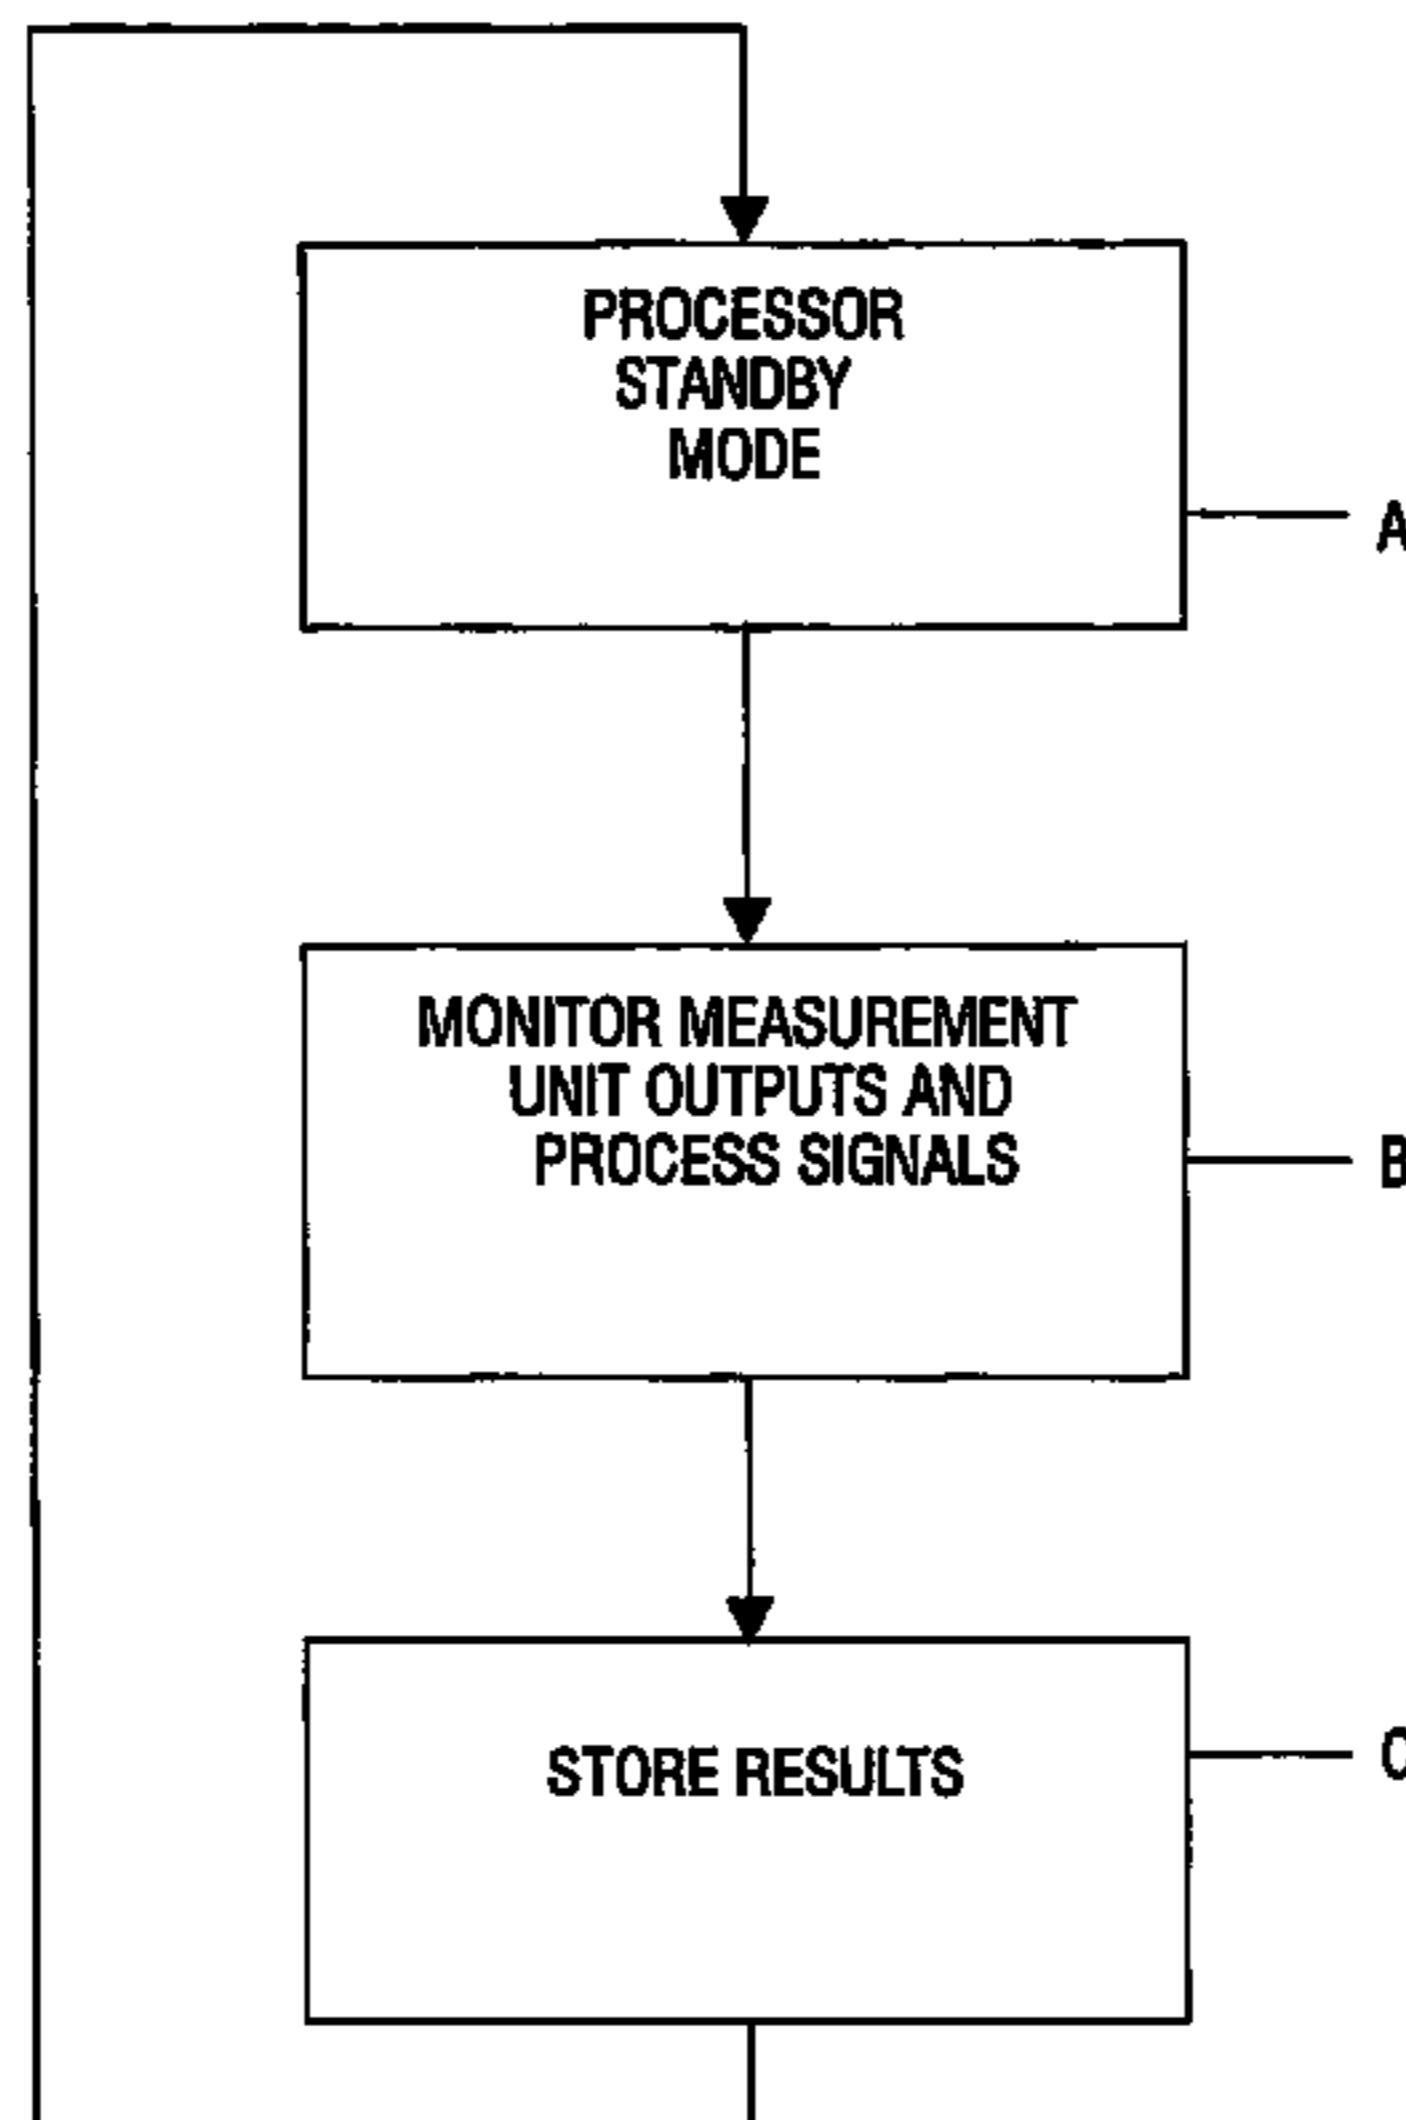 PROCESSOR
STANDBY
MODE
A
MONITOR MEASUREMENT
UNIT OUTPUTS AND
PROCESS SIGNALS
B
STORE RESULTS
C